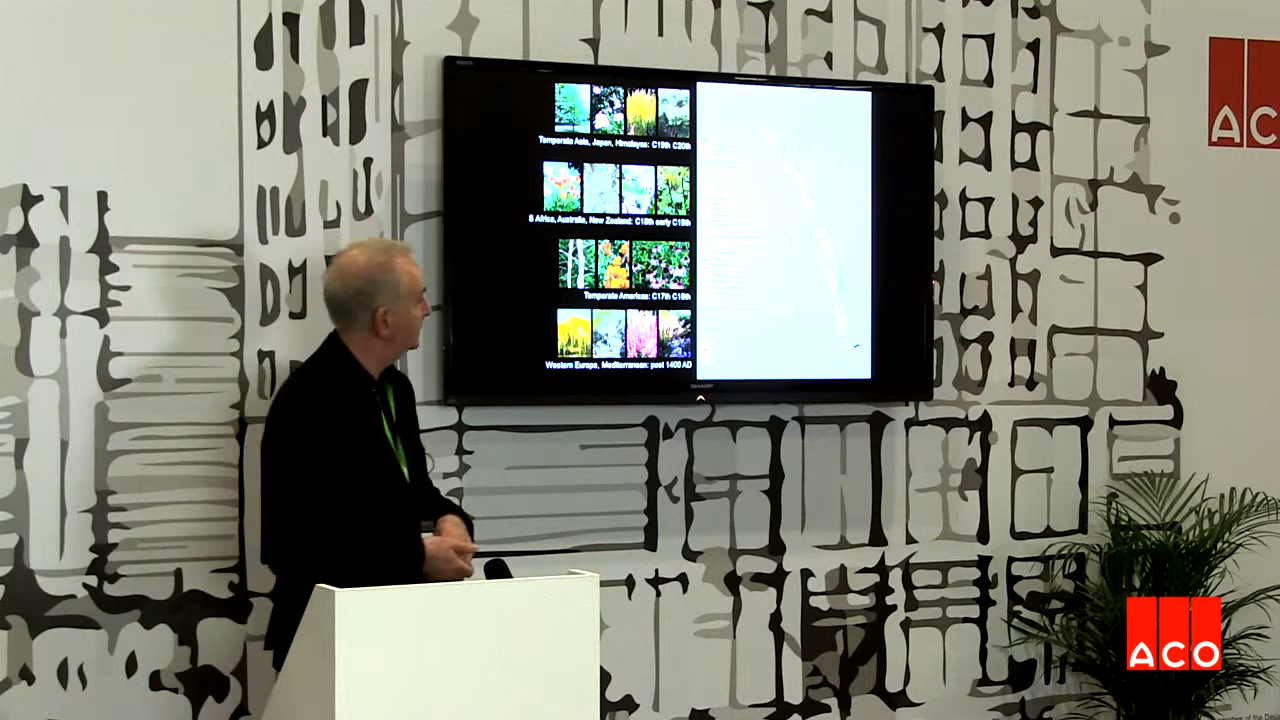 Temperate Asia, Japan, Himalayas: C19th C20th
S Africa, Australia, New Zealand: C18th early C19th
Temperate Americas: C17th C18th
Western Europe, Mediterranean: post 1400 AD
SHARP
ACO
ACO